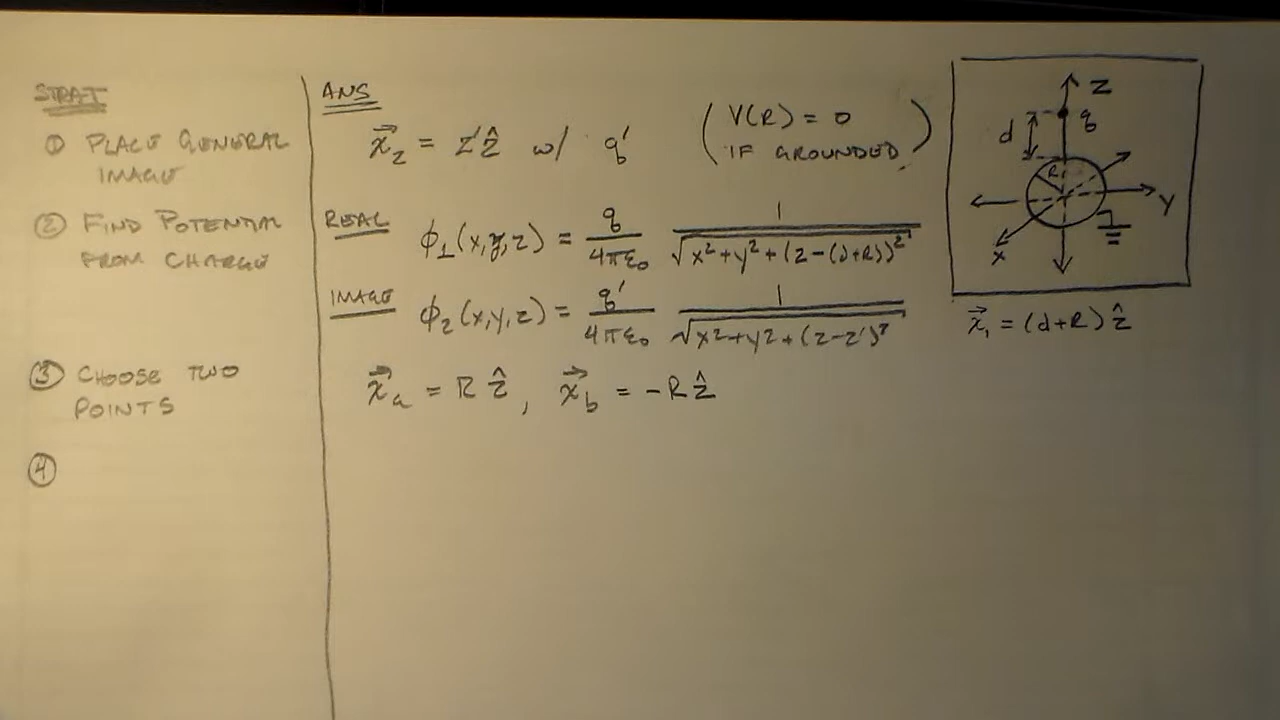 STRAT
① PLACE GENERAL
IMAGE
② FIND POTENTIAL
FROM CHARGE
③ CHOOSE TWO
POINTS
④
ANS
x⃗₂ = z'ẑ w/ q'
(V(R) = 0
IF GROUNDED)
REAL ϕ₁(x,y,z) = q/(4πε₀) 1/√(x²+y²+(z-(d+R))²)
IMAGE ϕ₂(x,y,z) = q'/(4πε₀) 1/√(x²+y²+(z-z')²)
x⃗ₐ = Rẑ, x⃗_b = -Rẑ
z
q
d
R
y
x
x⃗₁ = (d+R)ẑ